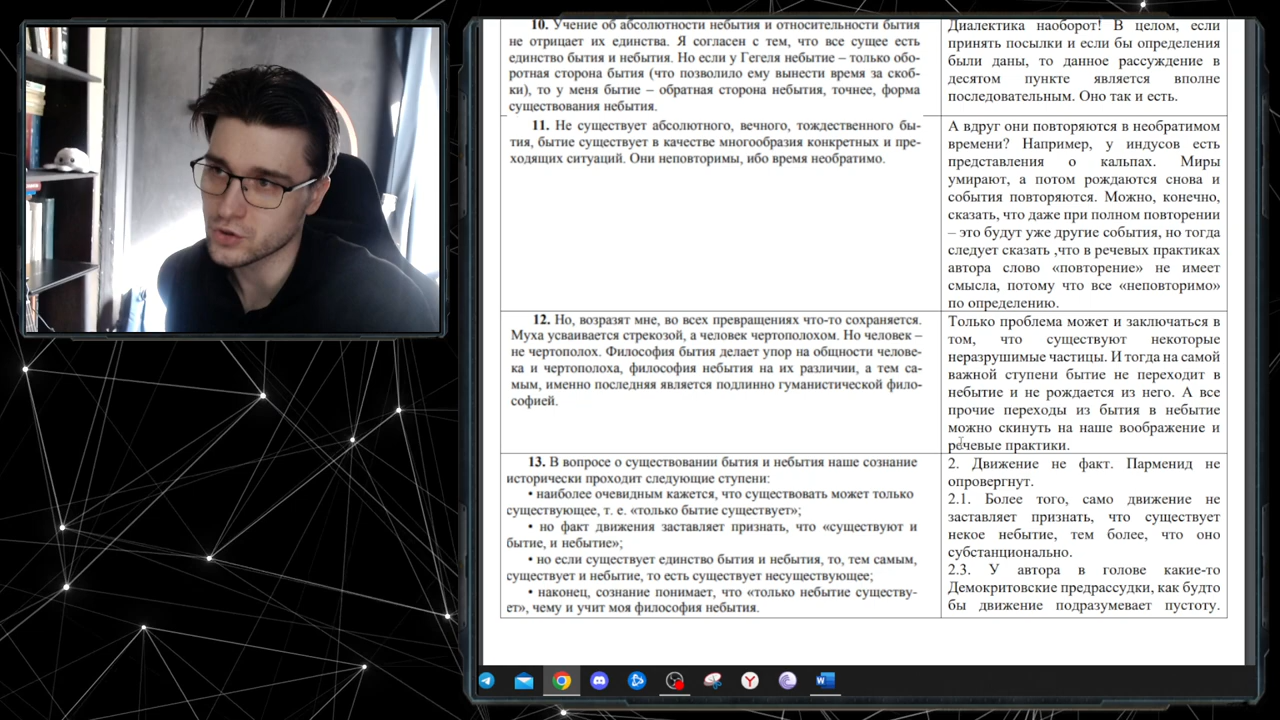 10. Учение об абсолютности небытия и относительности бытия
не отрицает их единства. Я согласен с тем, что все сущее есть
единство бытия и небытия. Но если у Гегеля небытие – только обо-
ротная сторона бытия (что позволило ему вынести время за скоб-
ки), то у меня бытие – обратная сторона небытия, точнее, форма
существования небытия.
Диалектика наоборот! В целом, если
принять посылки и если бы определения
были даны, то данное рассуждение в
десятом пункте является вполне
последовательным. Оно так и есть.
11. Не существует абсолютного, вечного, тождественного бы-
тия, бытие существует в качестве многообразия конкретных и пре-
ходящих ситуаций. Они неповторимы, ибо время необратимо.
А вдруг они повторяются в необратимом
времени? Например, у индусов есть
представления о кальпах. Миры
умирают, а потом рождаются снова и
события повторяются. Можно, конечно,
сказать, что даже при полном повторении
– это будут уже другие события, но тогда
следует сказать ,что в речевых практиках
автора слово «повторение» не имеет
смысла, потому что все «неповторимо»
по определению.
12. Но, возразят мне, во всех превращениях что-то сохраняется.
Муха усваивается стрекозой, а человек чертополохом. Но человек –
не чертополох. Философия бытия делает упор на общности челове-
ка и чертополоха, философия небытия на их различии, а тем са-
мым, именно последняя является подлинно гуманистической фило-
софией.
Только проблема может и заключаться в
том, что существуют некоторые
неразрушимые частицы. И тогда на самой
важной ступени бытие не переходит в
небытие и не рождается из него. А все
прочие переходы из бытия в небытие
можно скинуть на наше воображение и
речевые практики.
13. В вопросе о существовании бытия и небытия наше сознание
исторически проходит следующие ступени:
• наиболее очевидным кажется, что существовать может только
существующее, т. е. «только бытие существует»;
• но факт движения заставляет признать, что «существуют и
бытие, и небытие»;
• но если существует единство бытия и небытия, то, тем самым,
существует и небытие, то есть существует несуществующее;
• наконец, сознание понимает, что «только небытие существу-
ет», чему и учит моя философия небытия.
2. Движение не факт. Парменид не
опровергнут.
2.1. Более того, само движение не
заставляет признать, что существует
некое небытие, тем более, что оно
субстанционально.
2.3. У автора в голове какие-то
Демокритовские предрассудки, как будто
бы движение подразумевает пустоту.